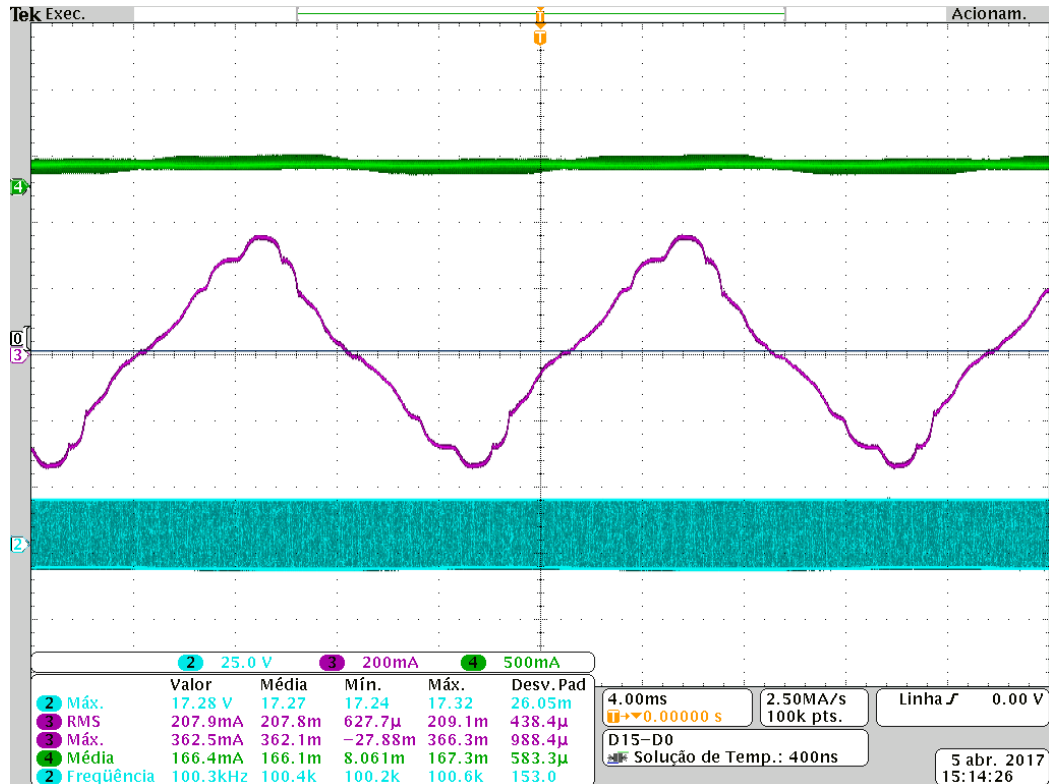 Tek Exec. Acionam.
T
T
4
0
3
2
2 25.0 V 3 200mA 4 500mA
Valor Média Mín. Máx. Desv.Pad
2 Máx. 17.28 V 17.27 17.24 17.32 26.05m
3 RMS 207.9mA 207.8m 627.7µ 209.1m 438.4µ
3 Máx. 362.5mA 362.1m −27.88m 366.3m 988.4µ
4 Média 166.4mA 166.1m 8.061m 167.3m 583.3µ
2 Freqüência 100.3kHz 100.4k 100.2k 100.6k 153.0
4.00ms
T→▼0.00000 s
2.50MA/s
100k pts.
Linha 0.00 V
D15−D0
Solução de Temp.: 400ns
5 abr. 2017
15:14:26